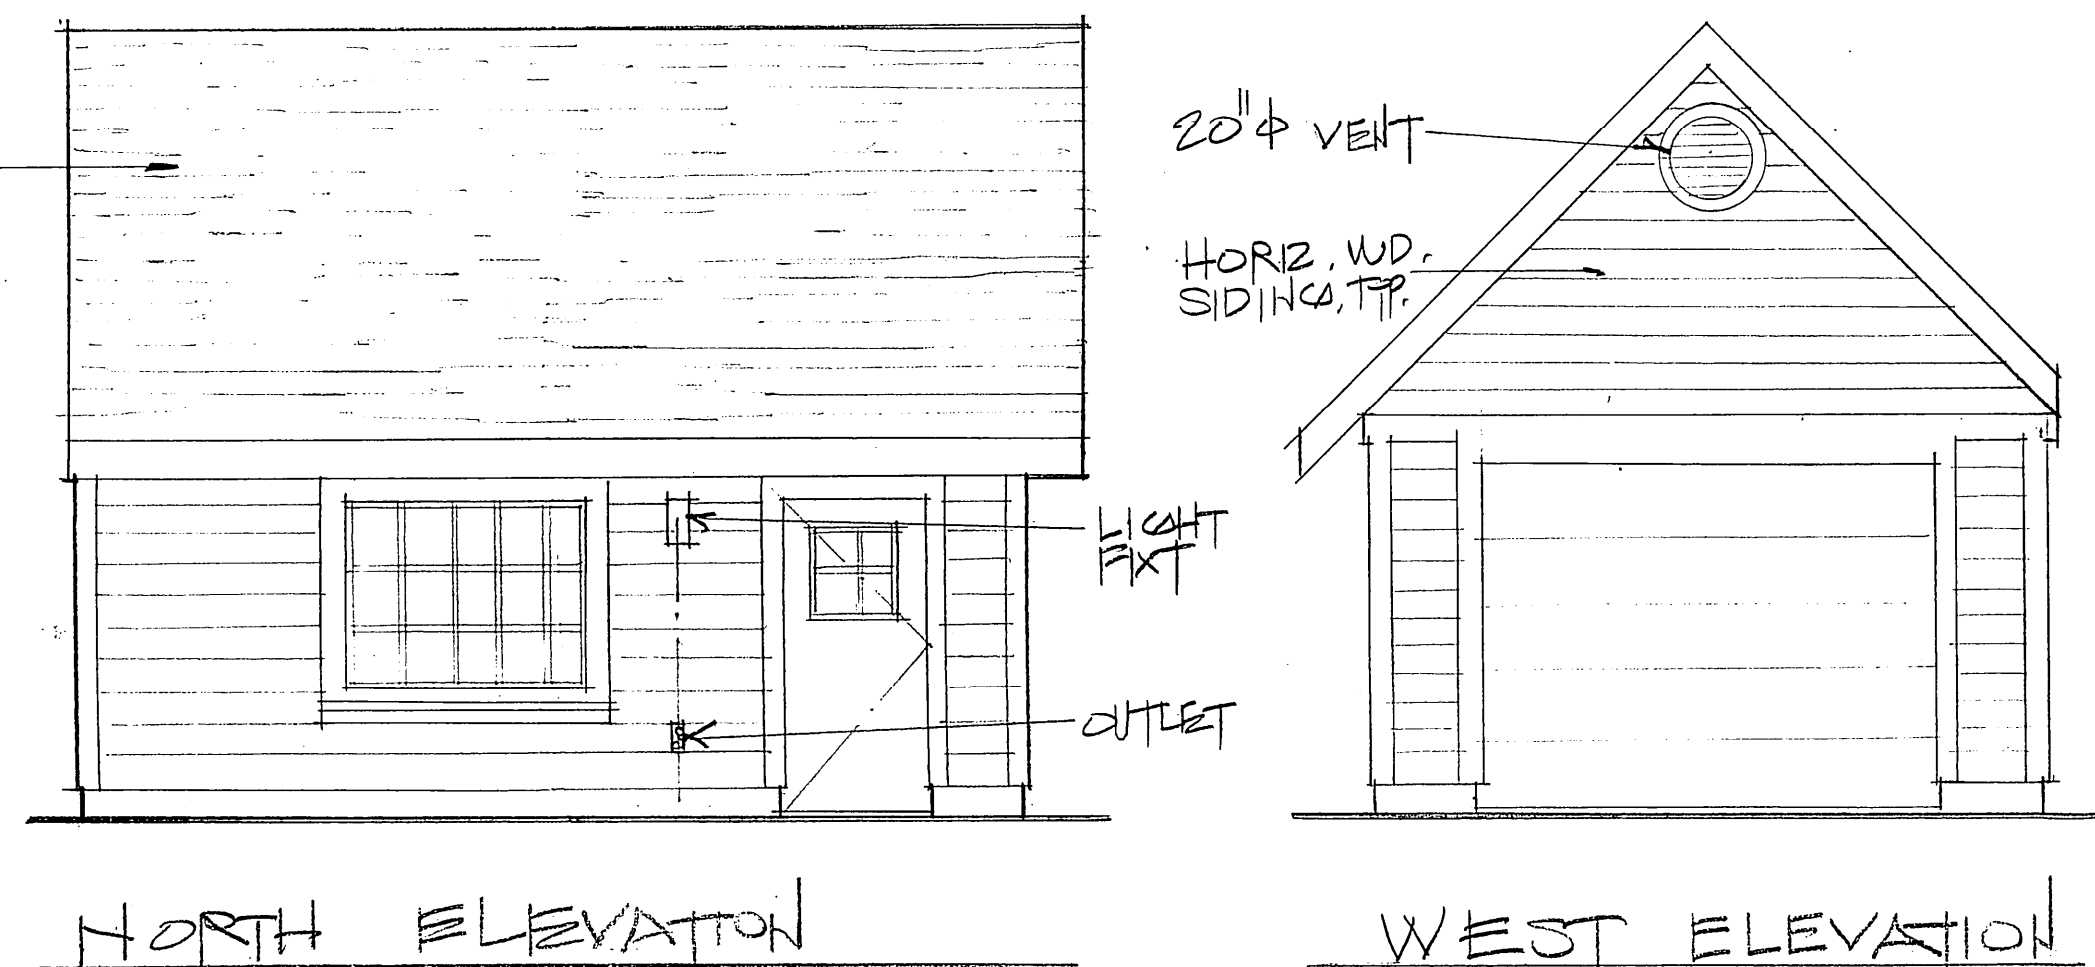 20"ϕ VENT
HORIZ. WD.
SIDING, TYP.
LIGHT
FIXT
OUTLET
NORTH ELEVATION
WEST ELEVATION